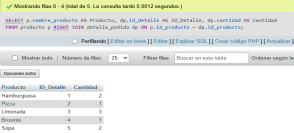 Mostrando filas 0 - 4 (total de 5, La consulta tardó 0,0012 segundos.)
SELECT p.nombre_producto AS Producto, dp.id_detalle AS ID_Detalle, dp.cantidad AS Cantidad
FROM producto p RIGHT JOIN detalle_pedido dp ON p.id_producto = dp.id_producto;
Perfilando [ Editar en línea ] [ Editar ] [ Explicar SQL ] [ Crear código PHP ] [ Actualizar ]
Mostrar todo Número de filas: 25 Filtrar filas: Buscar en esta tabla Ordenar según la
Opciones extra
Producto ID_Detalle Cantidad
Hamburguesa 1 2
Pizza 2 1
Limonada 3 3
Brownie 4 1
Sopa 5 2